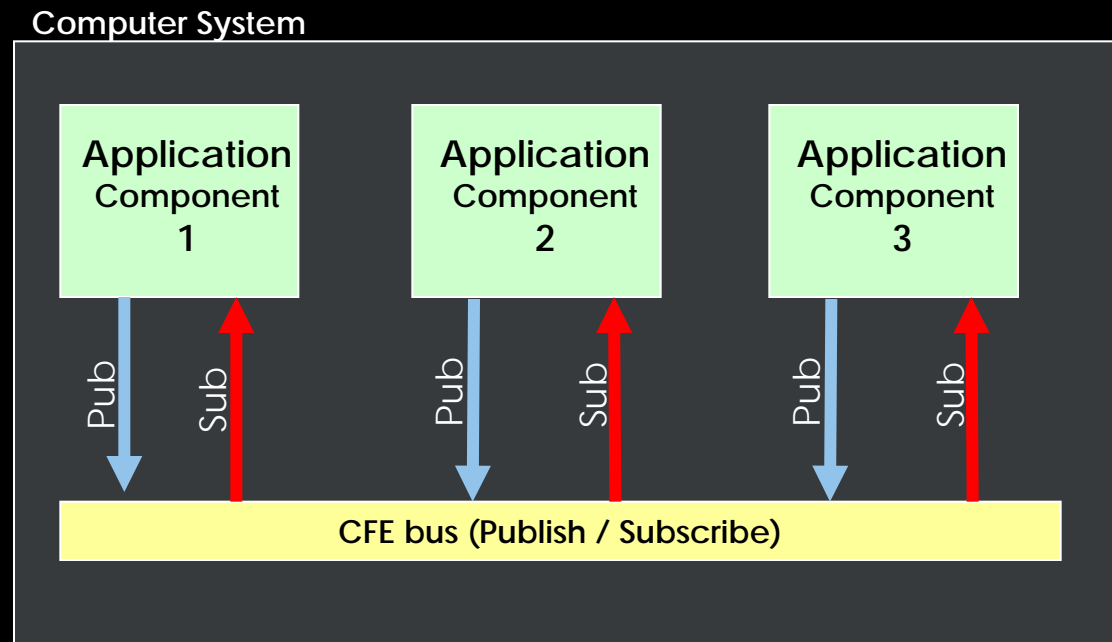 Computer System
Application
Component
1
Application
Component
2
Application
Component
3
Pub
Sub
Pub
Sub
Pub
Sub
CFE bus (Publish / Subscribe)